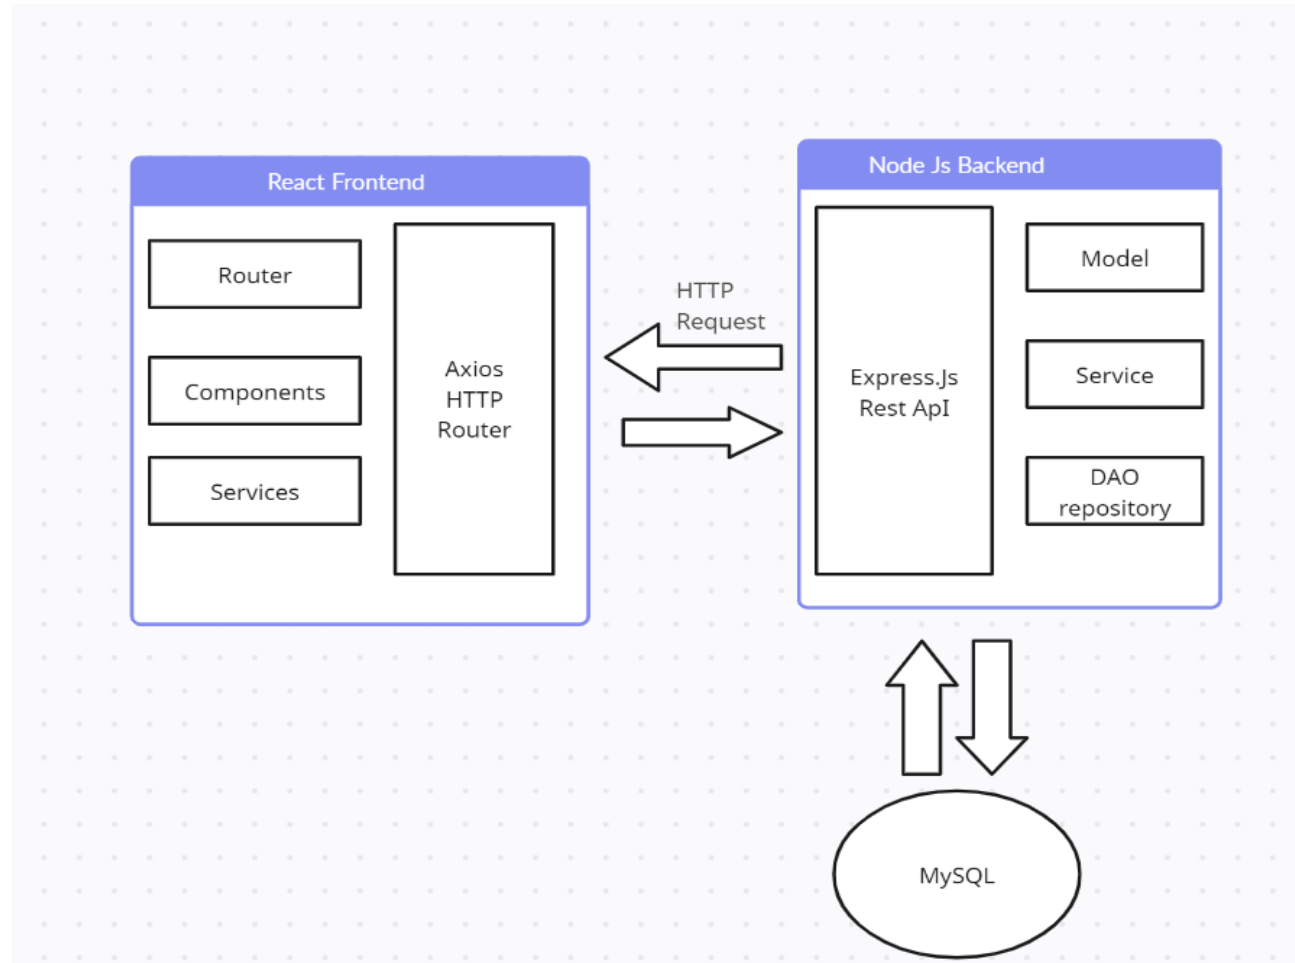 React Frontend
Router
Components
Services
Axios
HTTP
Router
HTTP
Request
Node Js Backend
Express.Js
Rest ApI
Model
Service
DAO
repository
MySQL